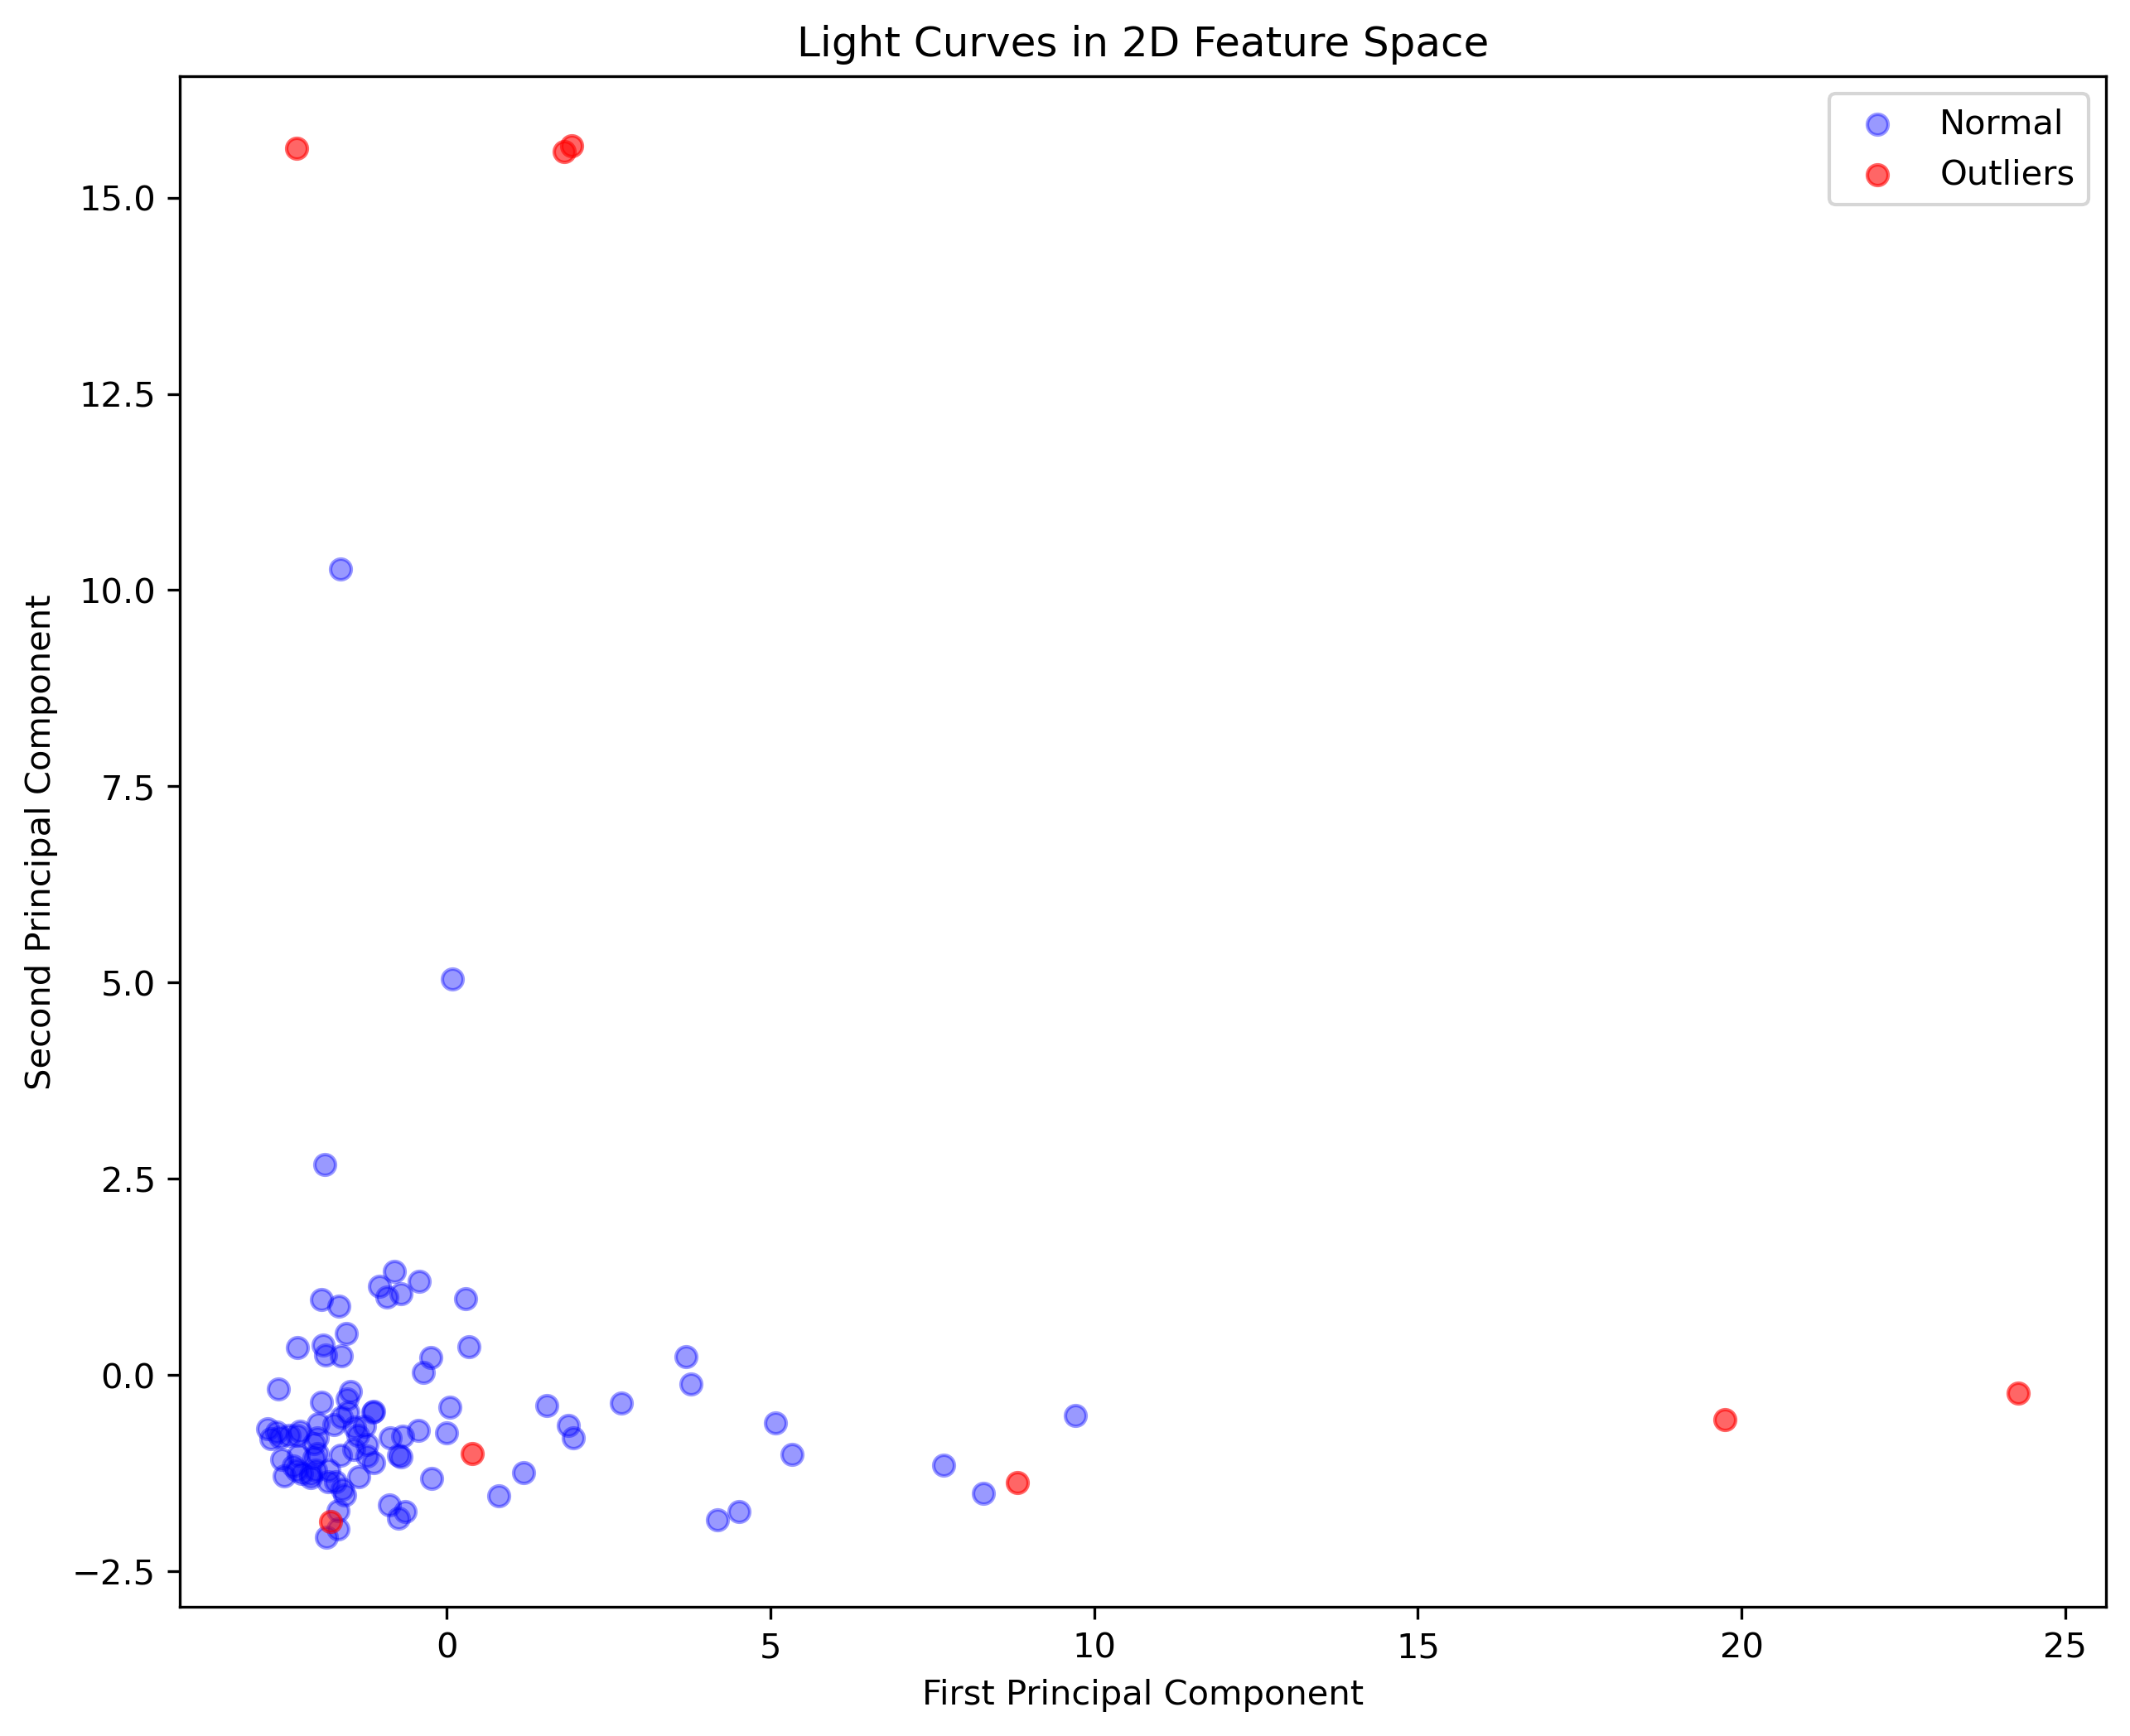 Light Curves in 2D Feature Space
Normal
Outliers
15.0
12.5
10.0
7.5
5.0
2.5
0.0
−2.5
Second Principal Component
0
5
10
15
20
25
First Principal Component